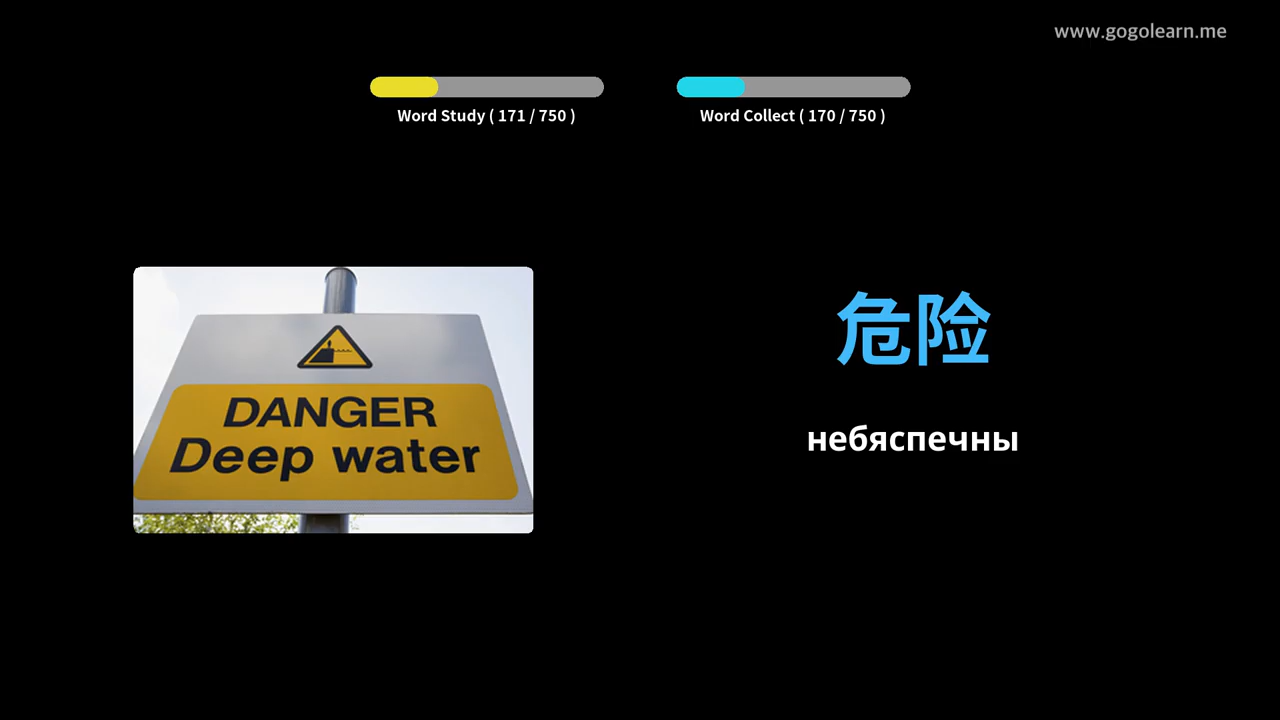 www.gogolearn.me
Word Study ( 171 / 750 )
Word Collect ( 170 / 750 )
DANGER
Deep water
危险
небяспечны